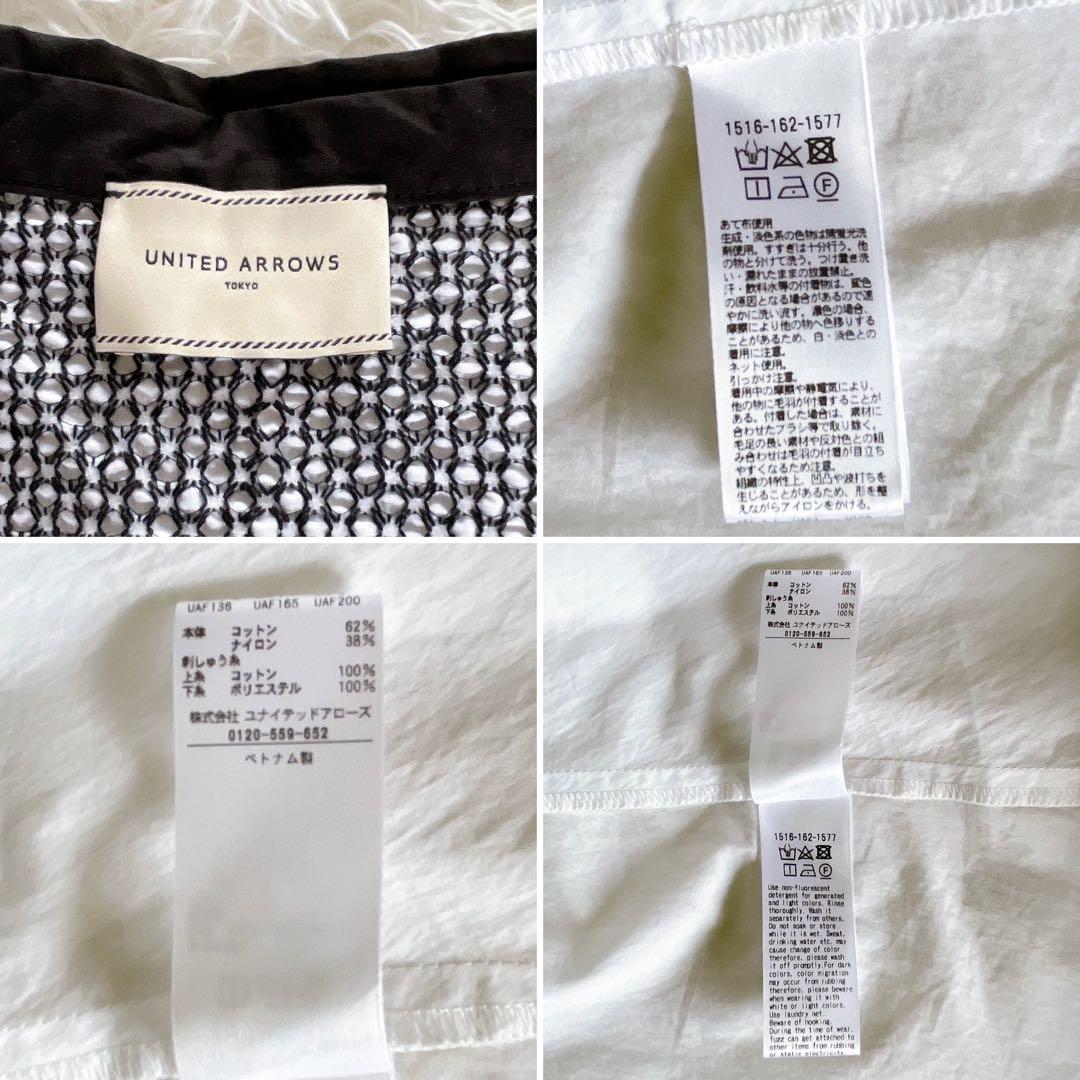 UNITED ARROWS
TOKYO
1516-162-1577
F
あて布使用
生成・淡色系の色物は無蛍光洗
剤使用。すすぎは十分行う。他
の物と分けて洗う。つけ置き洗
い・濡れたままの放置禁止。
汗・飲料水等の付着物は、変色
の原因となる場合があるので速
やかに洗い流す。濃色の場合、
摩擦により他の物へ色移りする
ことがあるため、白・淡色との
着用に注意。
ネット使用。
引っかけ注意。
着用中の摩擦や静電気により、
他の物に毛羽が付着することが
ある。付着した場合は、素材に
合わせたブラシ等で取り除く。
毛足の長い素材や反対色との組
み合わせは毛羽の付着が目立ち
やすくなるため注意。
組織の特性上、凹凸や波打ちを
生じることがあるため、形を整
えながらアイロンをかける。
UAF136 UAF165 UAF200
本体 コットン 62%
ナイロン 38%
刺しゅう糸
上糸 コットン 100%
下糸 ポリエステル 100%
株式会社 ユナイテッドアローズ
0120-559-652
ベトナム製
UAF136 UAF165 UAF200
本体 コットン 62%
ナイロン 38%
刺しゅう糸
上糸 コットン 100%
下糸 ポリエステル 100%
株式会社 ユナイテッドアローズ
0120-559-652
ベトナム製
1516-162-1577
F
Use non-fluorescent
detergent for generated
and light colors. Rinse
thoroughly. Wash it
separately from others.
Do not soak or store
while it is wet. Sweat,
drinking water etc. may
cause change of color
therefore, please wash
it off promptly.For dark
colors, color migration
may occur from rubbing
therefore, please beware
when wearing it with
white or light colors.
Use laundry net.
Beware of hooking.
During the time of wear,
fuzz can get attached to
other items from rubbing
or static electricity.